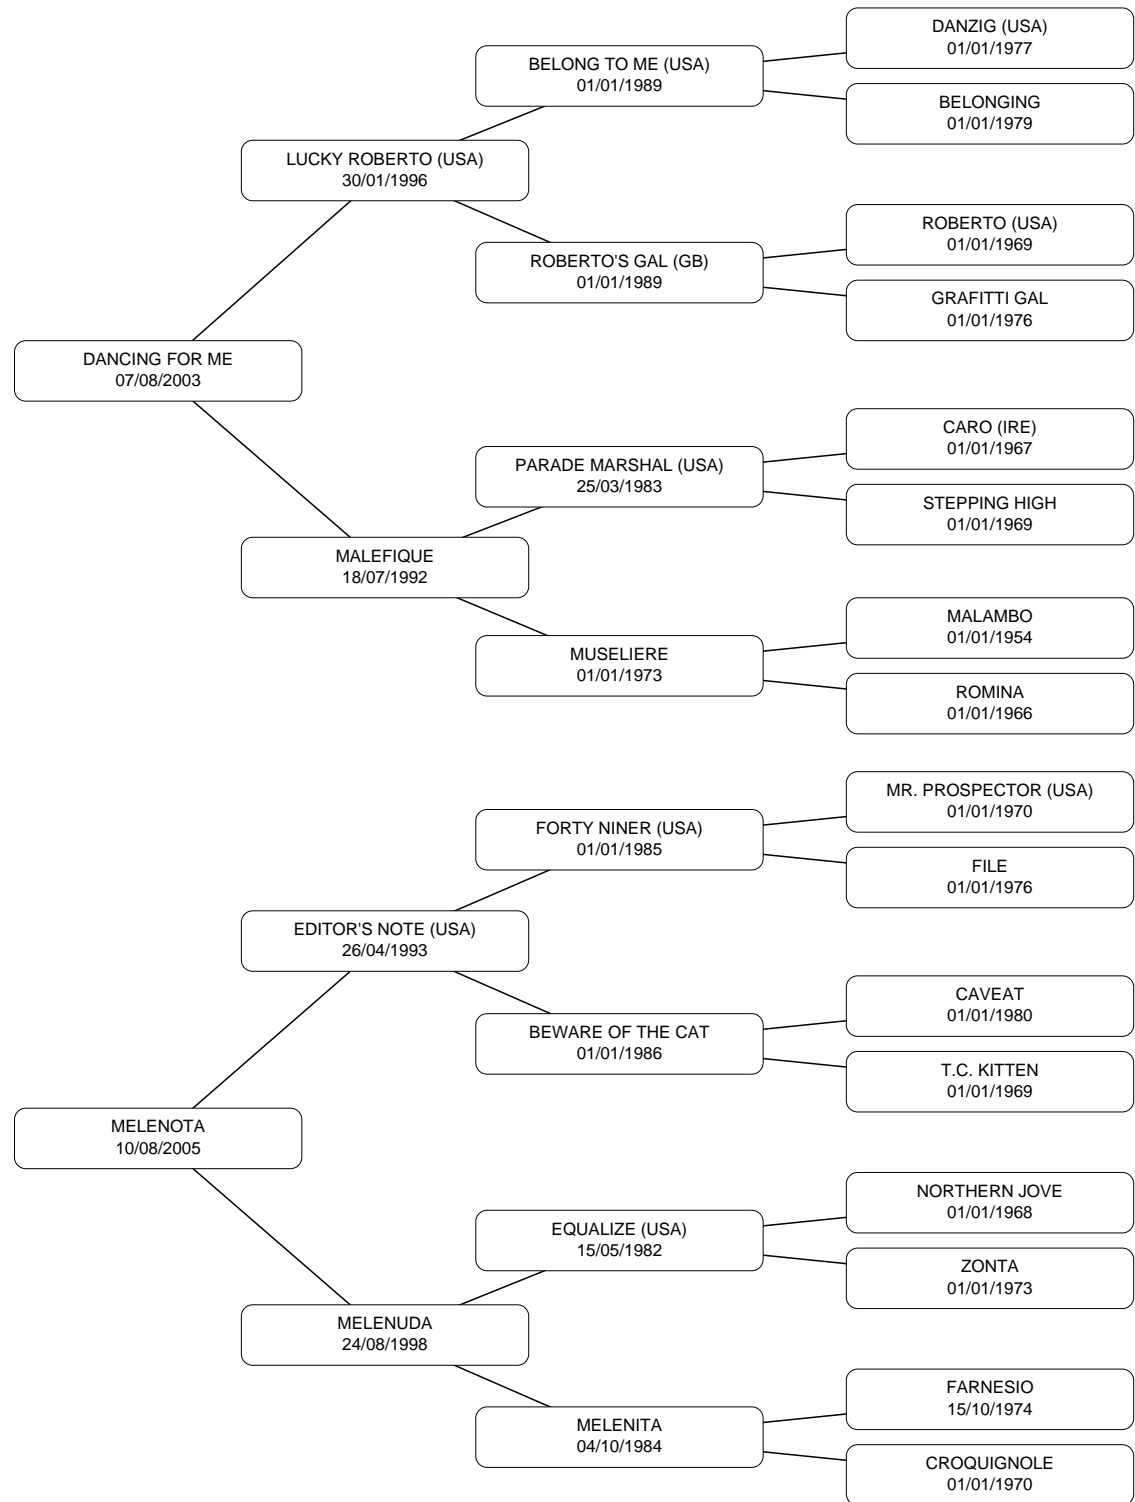 DANZIG (USA)
01/01/1977
BELONG TO ME (USA)
01/01/1989
BELONGING
01/01/1979
LUCKY ROBERTO (USA)
30/01/1996
ROBERTO (USA)
01/01/1969
ROBERTO'S GAL (GB)
01/01/1989
GRAFITTI GAL
01/01/1976
DANCING FOR ME
07/08/2003
CARO (IRE)
01/01/1967
PARADE MARSHAL (USA)
25/03/1983
STEPPING HIGH
01/01/1969
MALEFIQUE
18/07/1992
MALAMBO
01/01/1954
MUSELIERE
01/01/1973
ROMINA
01/01/1966
MR. PROSPECTOR (USA)
01/01/1970
FORTY NINER (USA)
01/01/1985
FILE
01/01/1976
EDITOR'S NOTE (USA)
26/04/1993
CAVEAT
01/01/1980
BEWARE OF THE CAT
01/01/1986
T.C. KITTEN
01/01/1969
MELENOTA
10/08/2005
NORTHERN JOVE
01/01/1968
EQUALIZE (USA)
15/05/1982
ZONTA
01/01/1973
MELENUDA
24/08/1998
FARNESIO
15/10/1974
MELENITA
04/10/1984
CROQUIGNOLE
01/01/1970